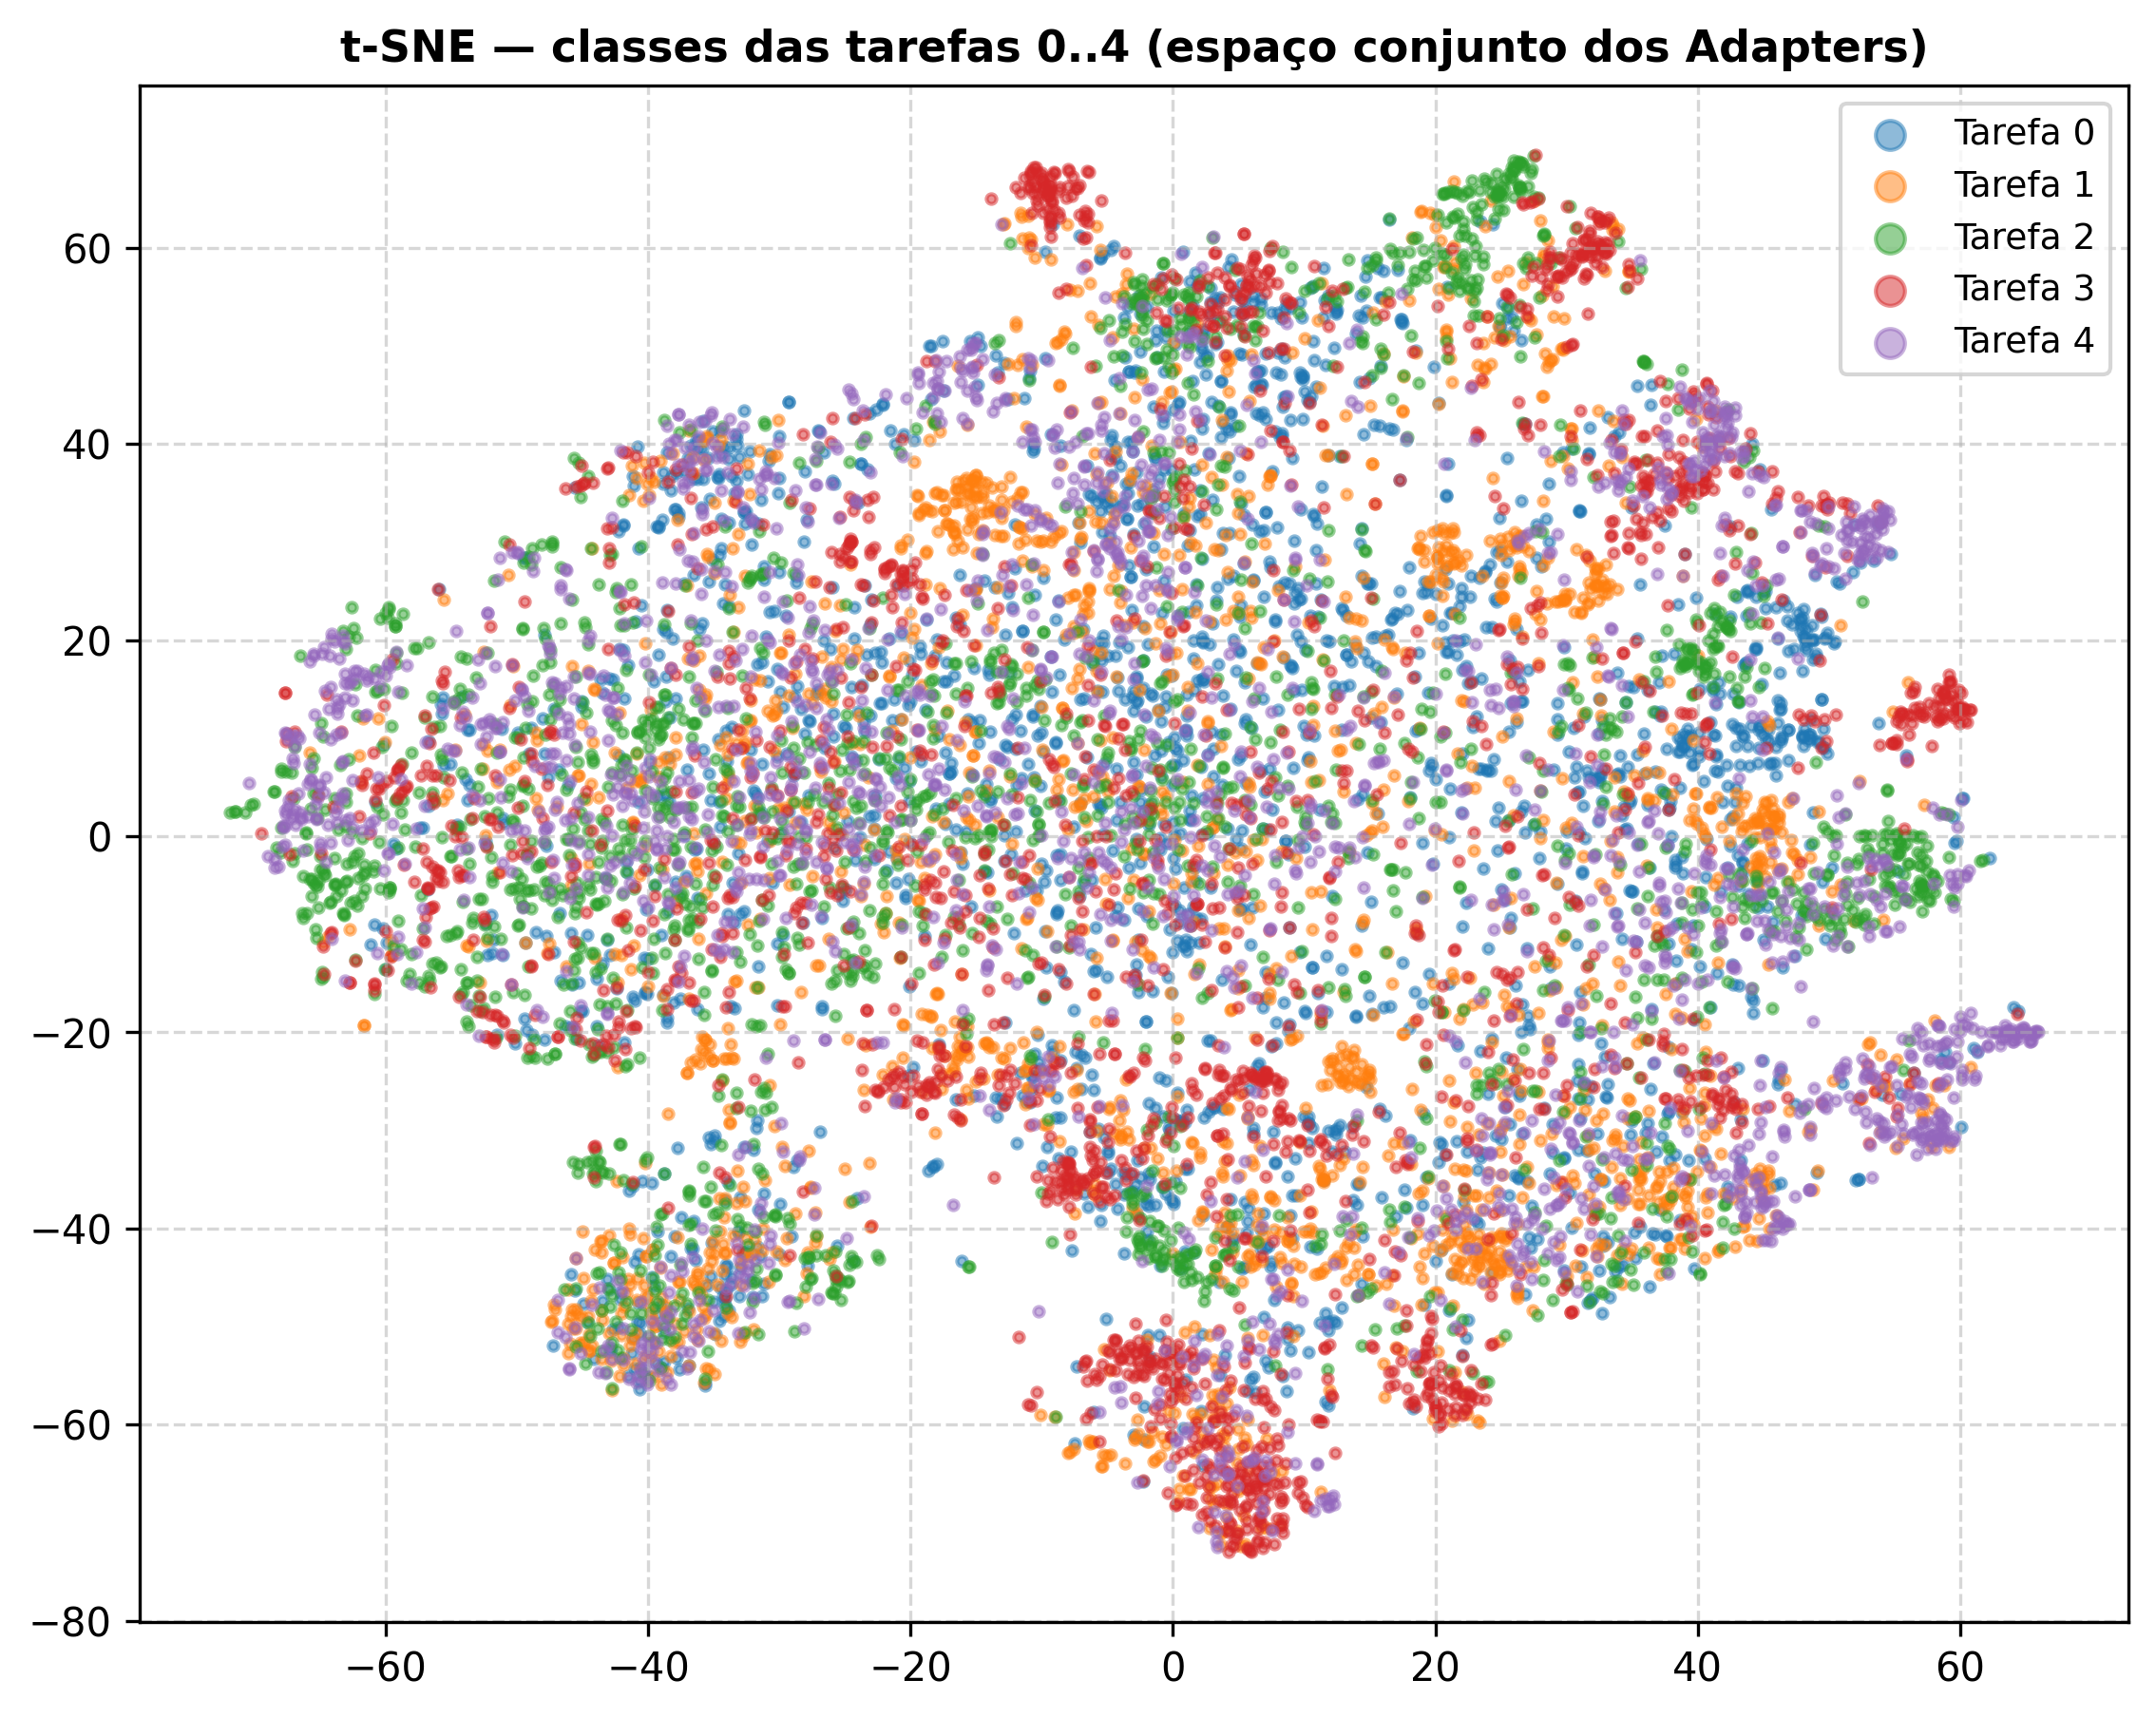 t-SNE — classes das tarefas 0..4 (espaço conjunto dos Adapters)
Tarefa 0
Tarefa 1
Tarefa 2
Tarefa 3
Tarefa 4
60
40
20
0
−20
−40
−60
−80
−60 −40 −20 0 20 40 60